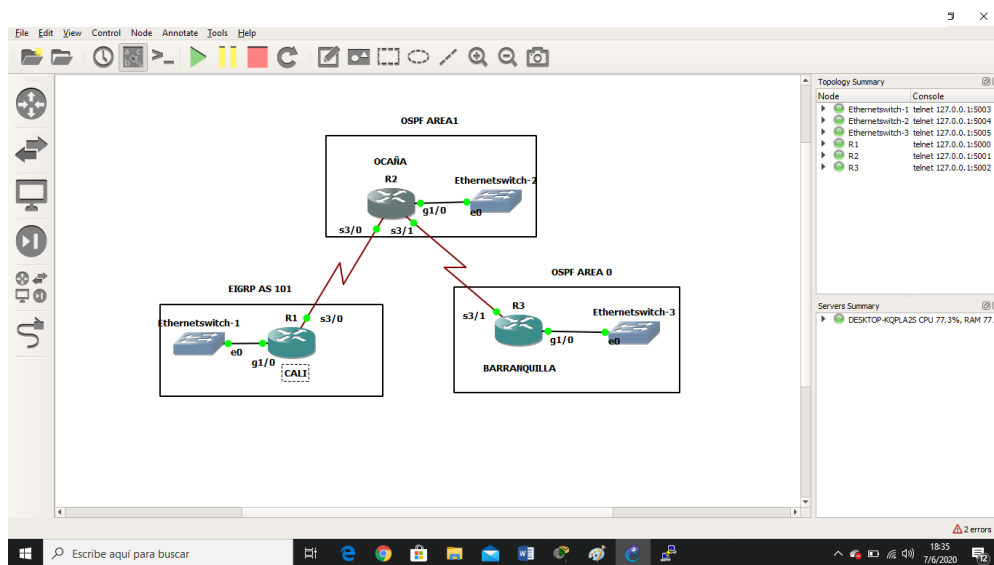 File Edit View Control Node Annotate Tools Help
Topology Summary
Node Console
Ethernetswitch-1 telnet 127.0.0.1:5003
Ethernetswitch-2 telnet 127.0.0.1:5004
Ethernetswitch-3 telnet 127.0.0.1:5005
R1 telnet 127.0.0.1:5000
R2 telnet 127.0.0.1:5001
R3 telnet 127.0.0.1:5002
OSPF AREA1
OCAÑA
R2
Ethernetswitch-2
g1/0
e0
s3/0
s3/1
OSPF AREA 0
R3
Ethernetswitch-3
s3/1
g1/0
e0
BARRANQUILLA
EIGRP AS 101
Ethernetswitch-1
R1
s3/0
e0
g1/0
CALI
Servers Summary
DESKTOP-KQPLA2S CPU 77.3%, RAM 77.
2 errors
Escribe aquí para buscar
18:35
7/6/2020
12